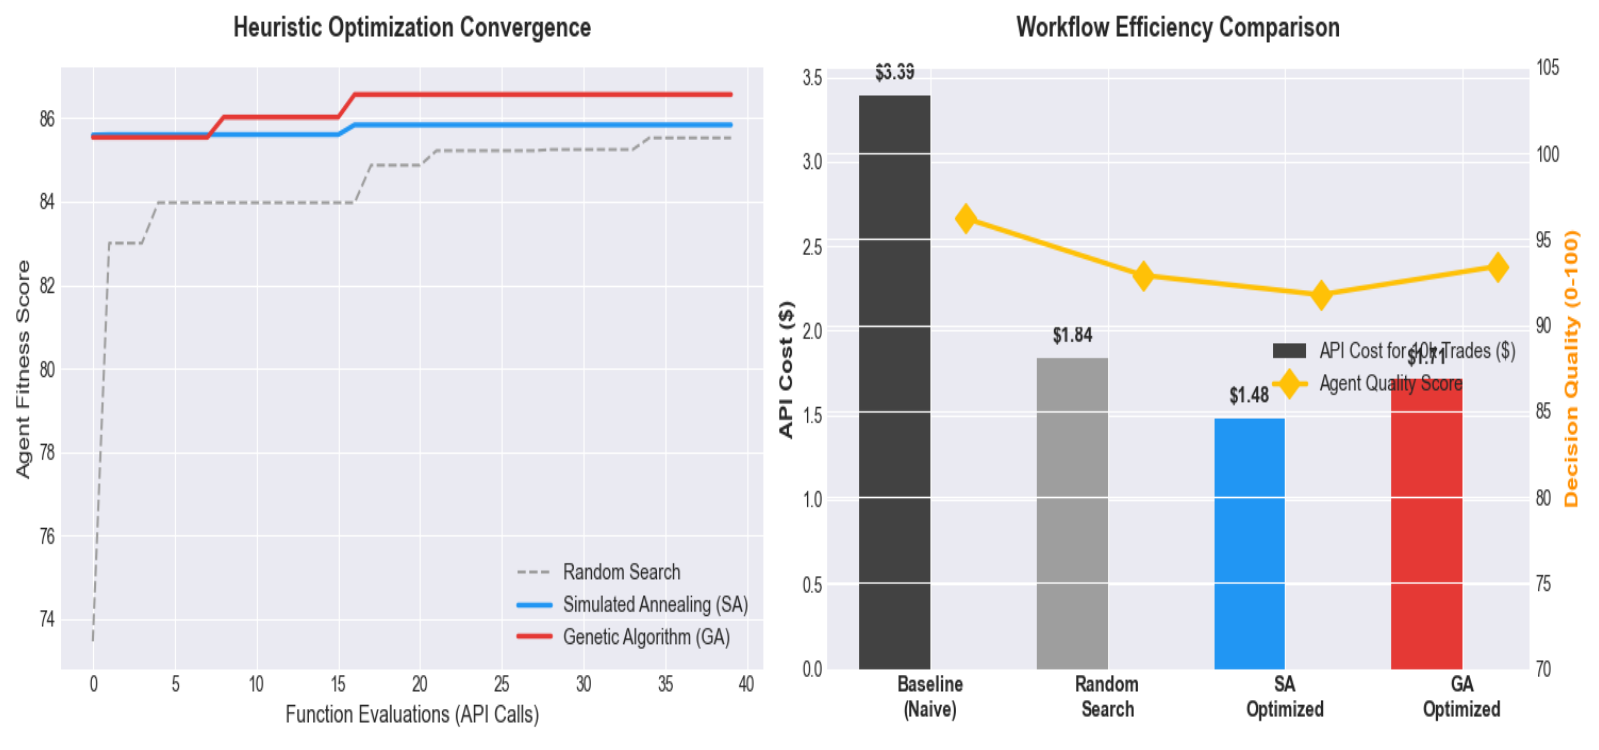 Heuristic Optimization Convergence
Agent Fitness Score
86
84
82
80
78
76
74
0 5 10 15 20 25 30 35 40
Function Evaluations (API Calls)
Random Search
Simulated Annealing (SA)
Genetic Algorithm (GA)
Workflow Efficiency Comparison
API Cost ($)
3.5
3.0
2.5
2.0
1.5
1.0
0.5
0.0
$3.39
$1.84
$1.48
$1.71
API Cost for 10k Trades ($)
Agent Quality Score
Baseline
(Naive)
Random
Search
SA
Optimized
GA
Optimized
105
100
95
90
85
80
75
70
Decision Quality (0-100)